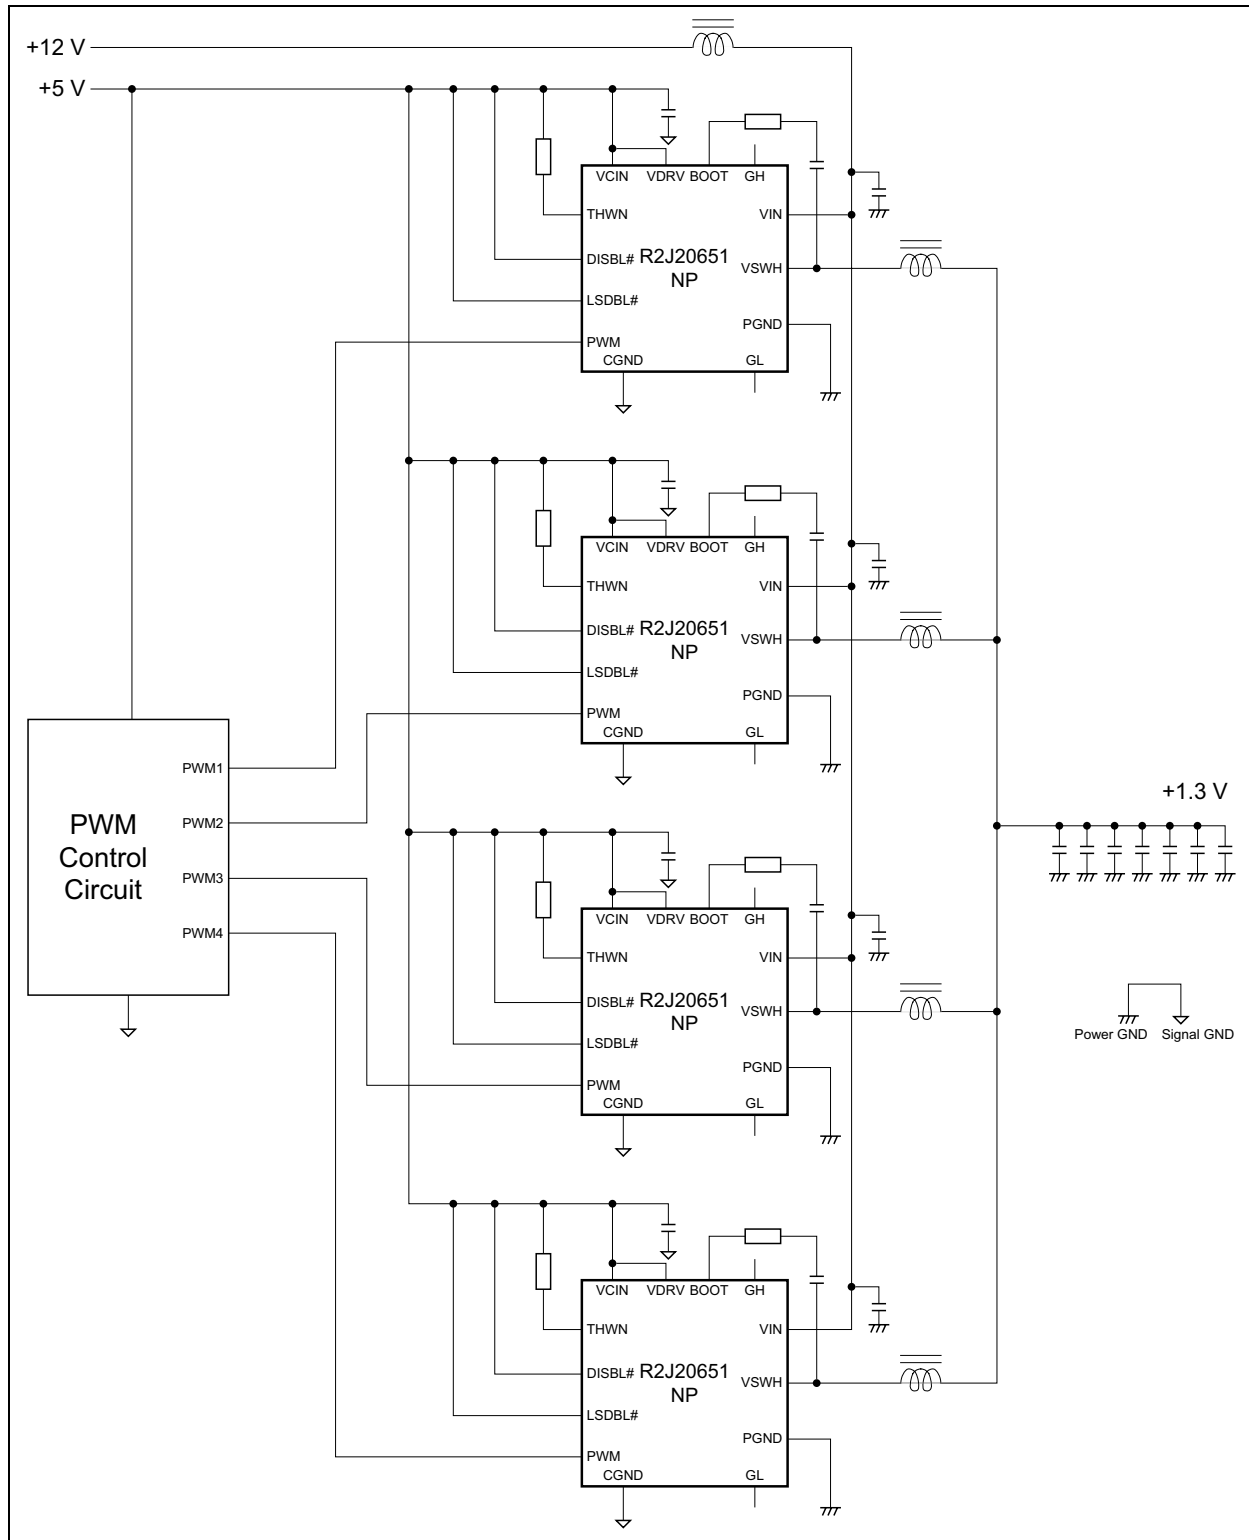 +12 V
+5 V
VCIN VDRV BOOT GH
THWN VIN
DISBL# R2J20651 VSWH
NP
LSDBL#
PGND
PWM
CGND GL
VCIN VDRV BOOT GH
THWN VIN
DISBL# R2J20651 VSWH
NP
LSDBL#
PGND
PWM
CGND GL
PWM1
PWM2
PWM3
PWM4
PWM
Control
Circuit
+1.3 V
VCIN VDRV BOOT GH
THWN VIN
DISBL# R2J20651 VSWH
NP
LSDBL#
PGND
PWM
CGND GL
Power GND Signal GND
VCIN VDRV BOOT GH
THWN VIN
DISBL# R2J20651 VSWH
NP
LSDBL#
PGND
PWM
CGND GL